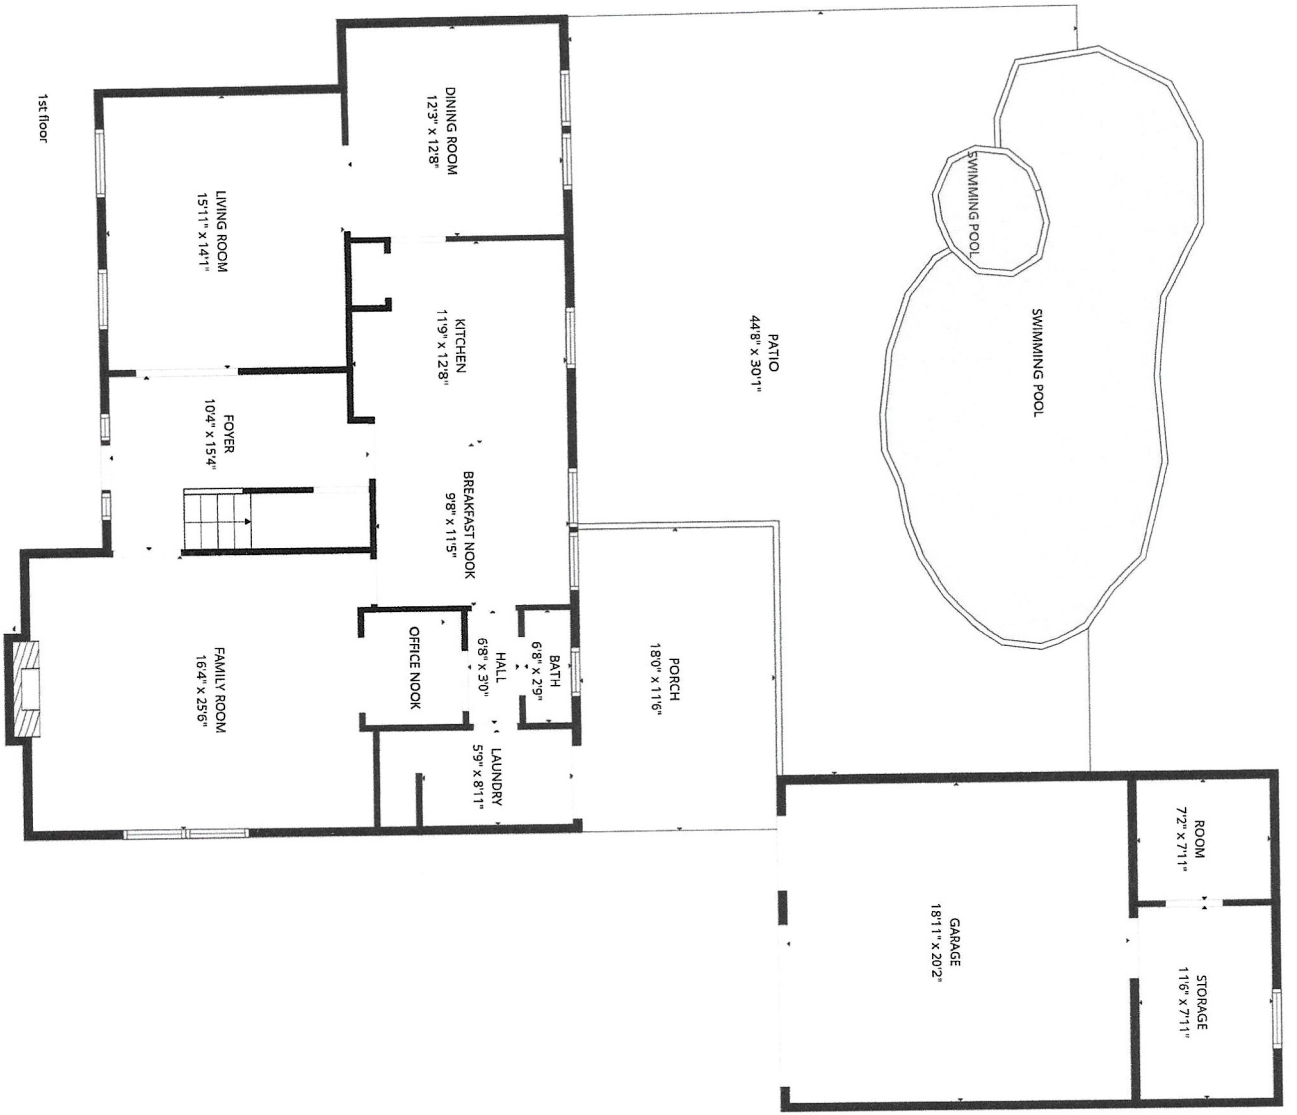 SWIMMING POOL
SWIMMING POOL
PATIO
44'8" x 30'1"
DINING ROOM
12'3" x 12'8"
KITCHEN
11'9" x 12'8"
BREAKFAST NOOK
9'8" x 11'5"
BATH
6'8" x 2'9"
HALL
6'8" x 3'0"
OFFICE NOOK
LAUNDRY
5'9" x 8'11"
PORCH
18'0" x 11'6"
ROOM
7'2" x 7'11"
STORAGE
11'6" x 7'11"
GARAGE
18'11" x 20'2"
LIVING ROOM
15'11" x 14'1"
FOYER
10'4" x 15'4"
FAMILY ROOM
16'4" x 25'6"
1st floor